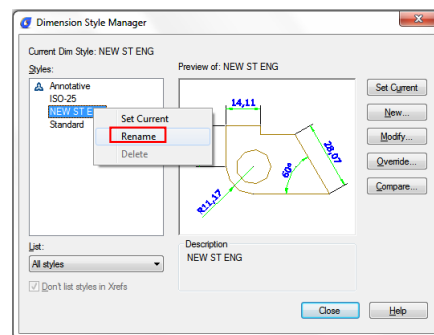 Dimension Style Manager
Current Dim Style: NEW ST ENG
Styles:
Preview of: NEW ST ENG
Annotative
ISO-25
NEW ST E
Standard
Set Current
Rename
Delete
14,11
28,07
60°
R11,17
Set Current
New...
Modify...
Override...
Compare...
List:
All styles
Don't list styles in Xrefs
Description
NEW ST ENG
Close
Help